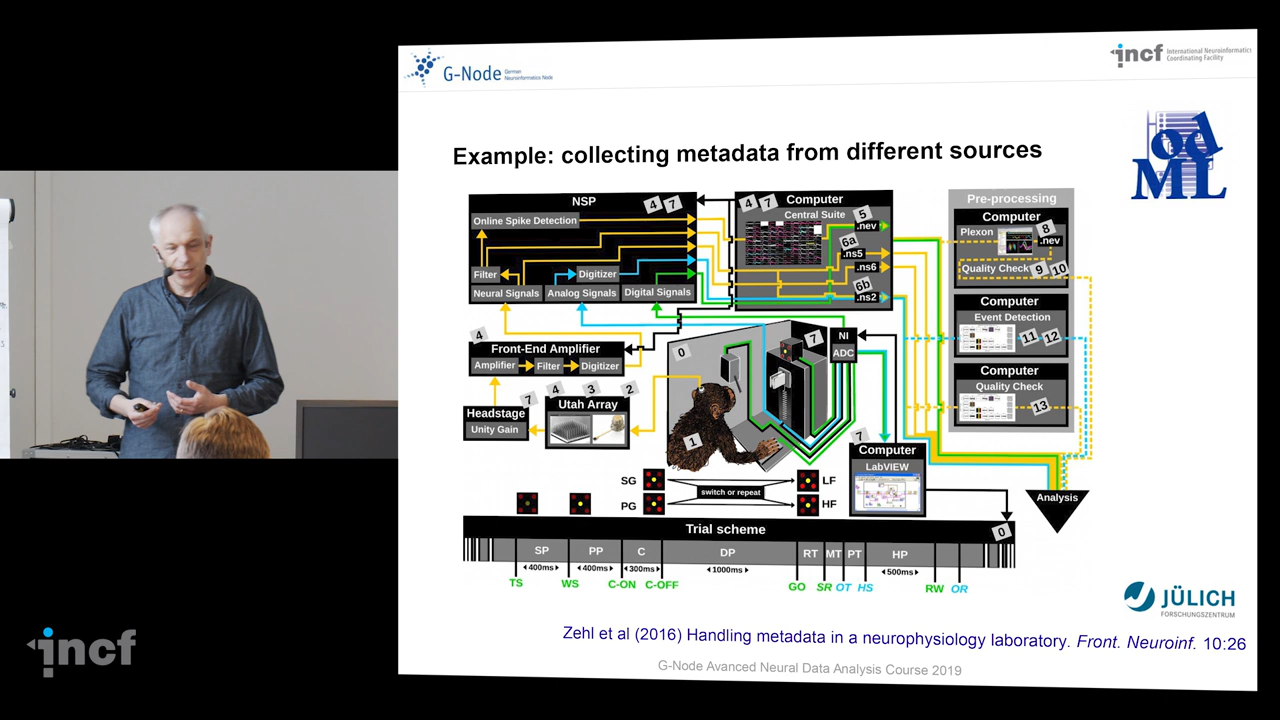 G-Node
German
Neuroinformatics Node
incf
International Neuroinformatics
Coordinating Facility
odML
Example: collecting metadata from different sources
NSP
4 7
Online Spike Detection
Filter
Digitizer
Neural Signals
Analog Signals
Digital Signals
4 7
Computer
Central Suite
5
.nev
6a
.ns5
.ns6
6b
.ns2
Pre-processing
Computer
Plexon
8
.nev
Quality Check
9 10
Computer
Event Detection
11 12
Computer
Quality Check
13
4
Front-End Amplifier
Amplifier
Filter
Digitizer
7
Headstage
Unity Gain
4 3 2
Utah Array
0
1
7
NI
ADC
7
Computer
LabVIEW
Analysis
SG
PG
switch or repeat
LF
HF
Trial scheme
0
SP
PP
C
DP
RT
MT
PT
HP
400ms
400ms
300ms
1000ms
500ms
TS
WS
C-ON
C-OFF
GO
SR
OT
HS
RW
OR
JÜLICH
FORSCHUNGSZENTRUM
Zehl et al (2016) Handling metadata in a neurophysiology laboratory. Front. Neuroinf. 10:26
G-Node Avanced Neural Data Analysis Course 2019
incf